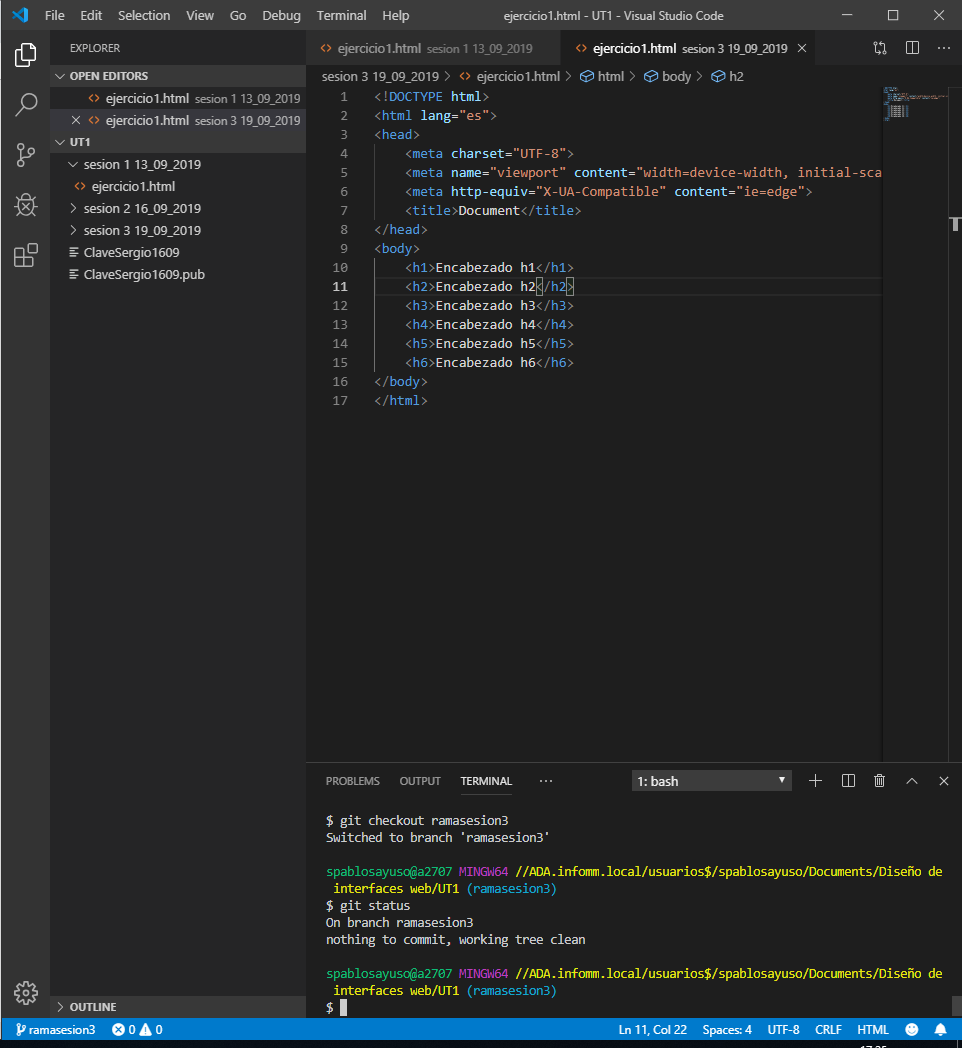 File Edit Selection View Go Debug Terminal Help ejercicio1.html - UT1 - Visual Studio Code
EXPLORER
OPEN EDITORS
ejercicio1.html sesion 1 13_09_2019
ejercicio1.html sesion 3 19_09_2019
UT1
sesion 1 13_09_2019
ejercicio1.html
sesion 2 16_09_2019
sesion 3 19_09_2019
ClaveSergio1609
ClaveSergio1609.pub
OUTLINE
ejercicio1.html sesion 1 13_09_2019 ejercicio1.html sesion 3 19_09_2019
sesion 3 19_09_2019 > ejercicio1.html > html > body > h2
1 <!DOCTYPE html>
2 <html lang="es">
3 <head>
4 <meta charset="UTF-8">
5 <meta name="viewport" content="width=device-width, initial-sca
6 <meta http-equiv="X-UA-Compatible" content="ie=edge">
7 <title>Document</title>
8 </head>
9 <body>
10 <h1>Encabezado h1</h1>
11 <h2>Encabezado h2</h2>
12 <h3>Encabezado h3</h3>
13 <h4>Encabezado h4</h4>
14 <h5>Encabezado h5</h5>
15 <h6>Encabezado h6</h6>
16 </body>
17 </html>
PROBLEMS OUTPUT TERMINAL ··· 1: bash
$ git checkout ramasesion3
Switched to branch 'ramasesion3'
spablosayuso@a2707 MINGW64 //ADA.infomm.local/usuarios$/spablosayuso/Documents/Diseño de
interfaces web/UT1 (ramasesion3)
$ git status
On branch ramasesion3
nothing to commit, working tree clean
spablosayuso@a2707 MINGW64 //ADA.infomm.local/usuarios$/spablosayuso/Documents/Diseño de
interfaces web/UT1 (ramasesion3)
$
ramasesion3 0 0 Ln 11, Col 22 Spaces: 4 UTF-8 CRLF HTML